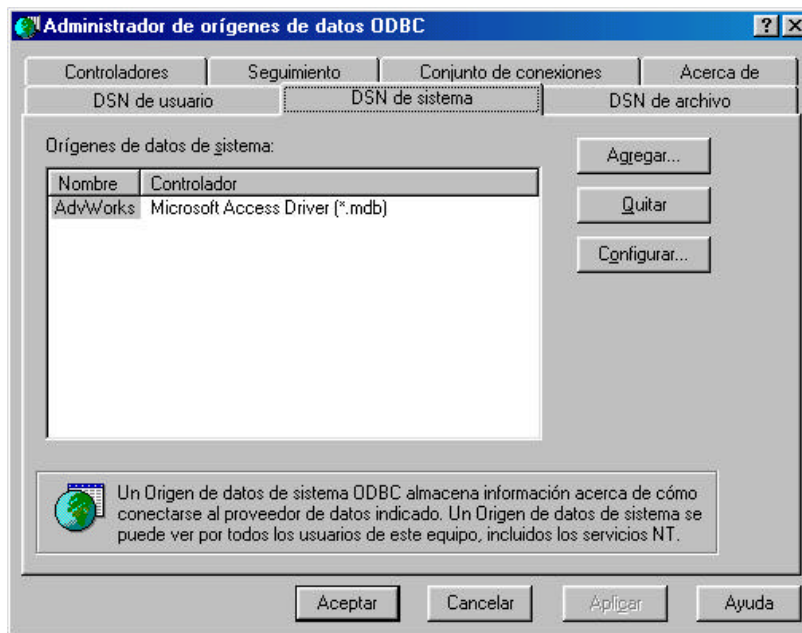 Administrador de orígenes de datos ODBC
Controladores Seguimiento Conjunto de conexiones Acerca de
DSN de usuario DSN de sistema DSN de archivo
Orígenes de datos de sistema:
Agregar...
Nombre Controlador
AdvWorks Microsoft Access Driver (*.mdb)
Quitar
Configurar...
Un Origen de datos de sistema ODBC almacena información acerca de cómo
conectarse al proveedor de datos indicado. Un Origen de datos de sistema se
puede ver por todos los usuarios de este equipo, incluidos los servicios NT.
Aceptar Cancelar Aplicar Ayuda